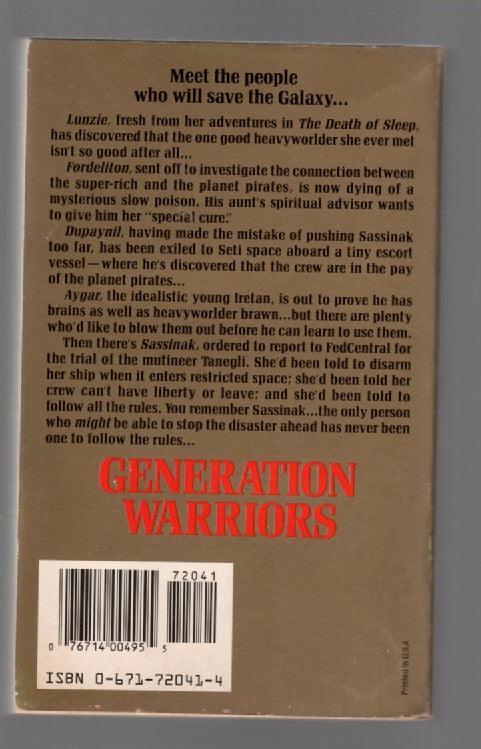 Meet the people
who will save the Galaxy...
Lunzie, fresh from her adventures in The Death of Sleep,
has discovered that the one good heavyworlder she ever met
isn't so good after all...
Fordeliton, sent off to investigate the connection between
the super-rich and the planet pirates, is now dying of a
mysterious slow poison. His aunt's spiritual advisor wants
to give him her "special cure."
Dupaynil, having made the mistake of pushing Sassinak
too far, has been exiled to Seti space aboard a tiny escort
vessel—where he's discovered that the crew are in the pay
of the planet pirates...
Aygar, the idealistic young Iretan, is out to prove he has
brains as well as heavyworlder brawn...but there are plenty
who'd like to blow them out before he can learn to use them.
Then there's Sassinak, ordered to report to FedCentral for
the trial of the mutineer Tanegli. She'd been told to disarm
her ship when it enters restricted space; she'd been told her
crew can't have liberty or leave; and she'd been told to
follow all the rules. You remember Sassinak...the only person
who might be able to stop the disaster ahead has never been
one to follow the rules...
GENERATION
WARRIORS
72041
0 76714 00495 5
ISBN 0-671-72041-4
Printed in U.S.A.